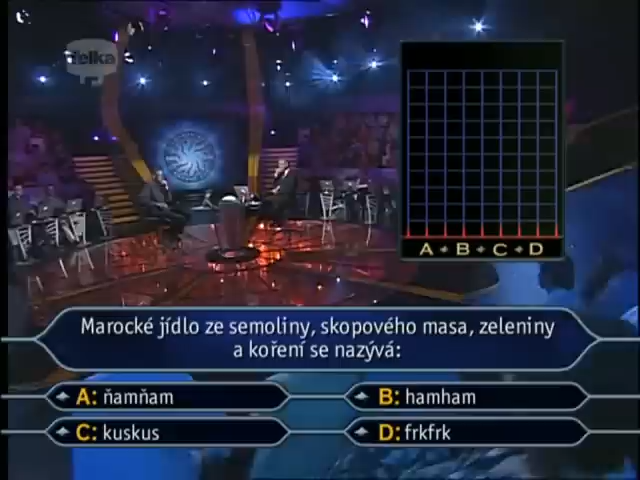 Telka
A B C D
Marocké jídlo ze semoliny, skopového masa, zeleniny
a koření se nazývá:
A: ňamňam
B: hamham
C: kuskus
D: frkfrk